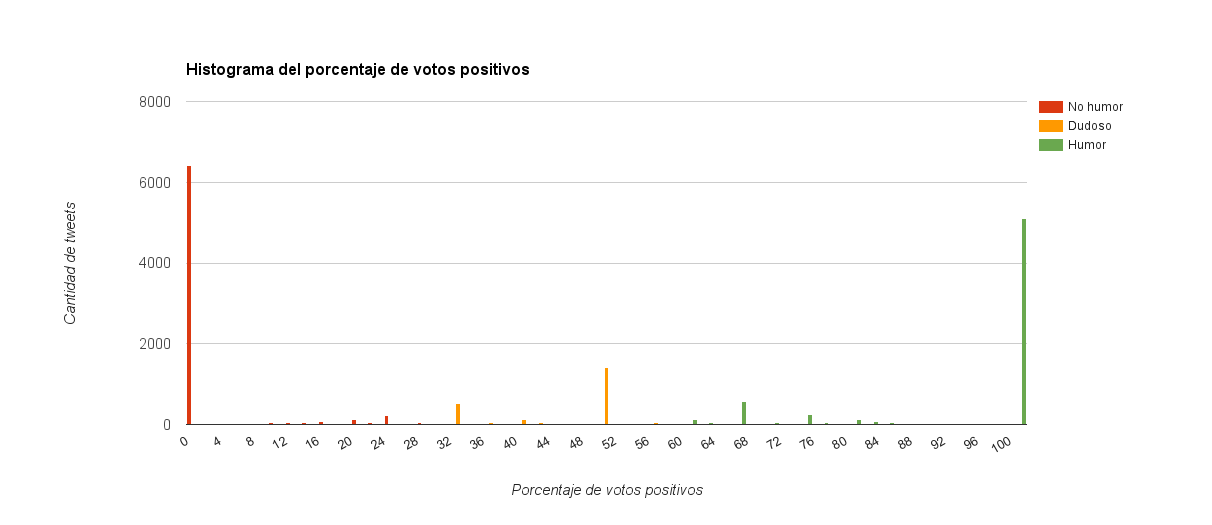 Histograma del porcentaje de votos positivos
8000
6000
4000
2000
0
Cantidad de tweets
No humor
Dudoso
Humor
0 4 8 12 16 20 24 28 32 36 40 44 48 52 56 60 64 68 72 76 80 84 88 92 96 100
Porcentaje de votos positivos